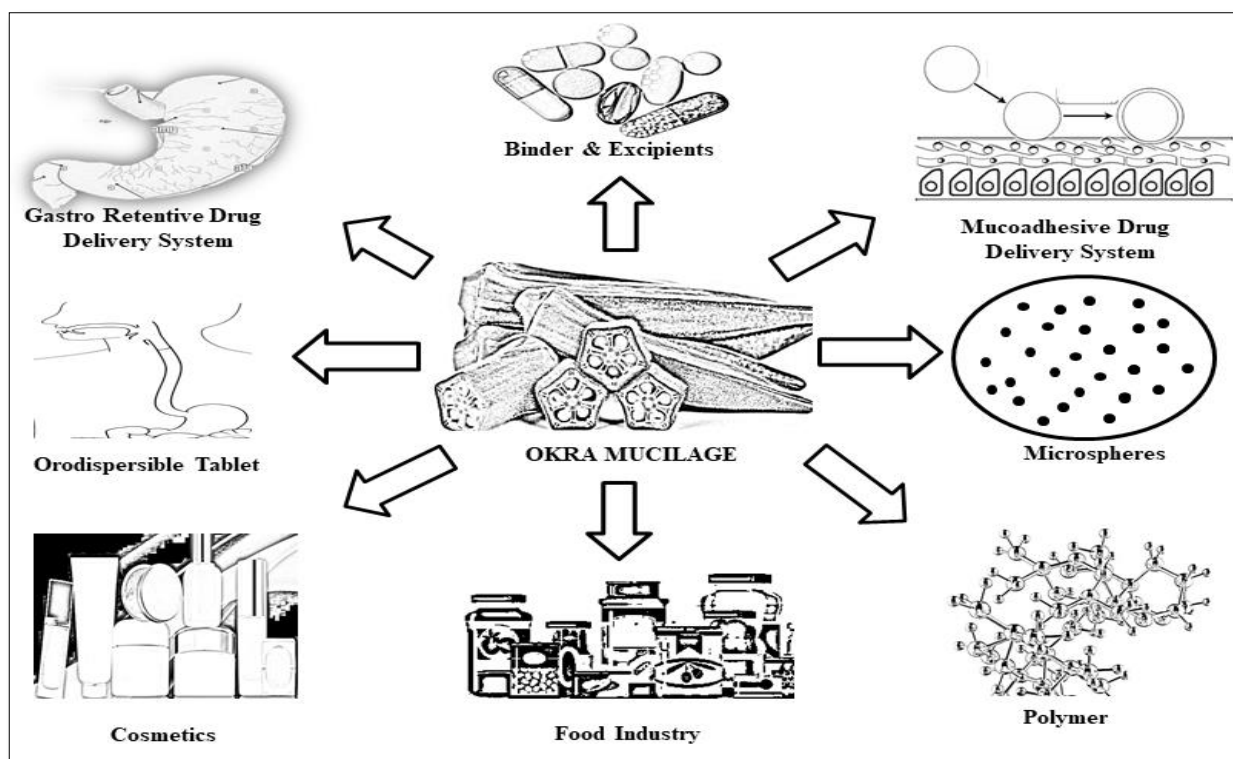 Binder & Excipients
Gastro Retentive Drug
Delivery System
Mucoadhesive Drug
Delivery System
Orodispersible Tablet
OKRA MUCILAGE
Microspheres
Cosmetics
Food Industry
Polymer